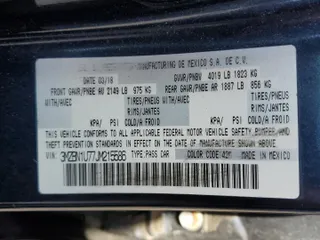 MANUFACTURING DE MEXICO S.A. DE C.V.
DATE 03/18 GVWR/PNBV 4019 LB 1823 KG
FRONT GAWR/PNBE AV 2149 LB 975 KG REAR GAWR/PNBE AR 1887 LB 856 KG
WITH/AVEC TIRES/PNEUS WITH/AVEC TIRES/PNEUS
RIMS/JANTES RIMS/JANTES
KPA/ PSI COLD/A FROID KPA/ PSI COLD/A FROID
THIS VEHICLE CONFORMS TO ALL APPLICABLE FEDERAL MOTOR VEHICLE SAFETY, BUMPER, AND
THEFT PREVENTION STANDARDS IN EFFECT ON THE DATE OF MANUFACTURE SHOWN ABOVE.
VIN: TYPE PASS CAR COLOR CODE 42M MADE IN MEXICO